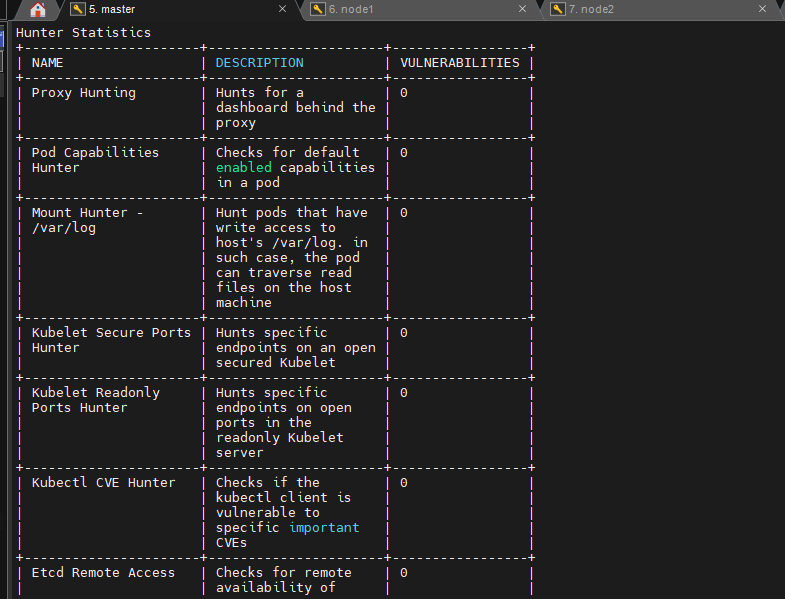 5. master
6. node1
7. node2
Hunter Statistics
+----------------------+----------------------+-----------------+
| NAME | DESCRIPTION | VULNERABILITIES |
+----------------------+----------------------+-----------------+
| Proxy Hunting | Hunts for a | 0 |
| | dashboard behind the | |
| | proxy | |
+----------------------+----------------------+-----------------+
| Pod Capabilities | Checks for default | 0 |
| Hunter | enabled capabilities | |
| | in a pod | |
+----------------------+----------------------+-----------------+
| Mount Hunter - | Hunt pods that have | 0 |
| /var/log | write access to | |
| | host's /var/log. in | |
| | such case, the pod | |
| | can traverse read | |
| | files on the host | |
| | machine | |
+----------------------+----------------------+-----------------+
| Kubelet Secure Ports | Hunts specific | 0 |
| Hunter | endpoints on an open | |
| | secured Kubelet | |
+----------------------+----------------------+-----------------+
| Kubelet Readonly | Hunts specific | 0 |
| Ports Hunter | endpoints on open | |
| | ports in the | |
| | readonly Kubelet | |
| | server | |
+----------------------+----------------------+-----------------+
| Kubectl CVE Hunter | Checks if the | 0 |
| | kubectl client is | |
| | vulnerable to | |
| | specific important | |
| | CVEs | |
+----------------------+----------------------+-----------------+
| Etcd Remote Access | Checks for remote | 0 |
| | availability of | |